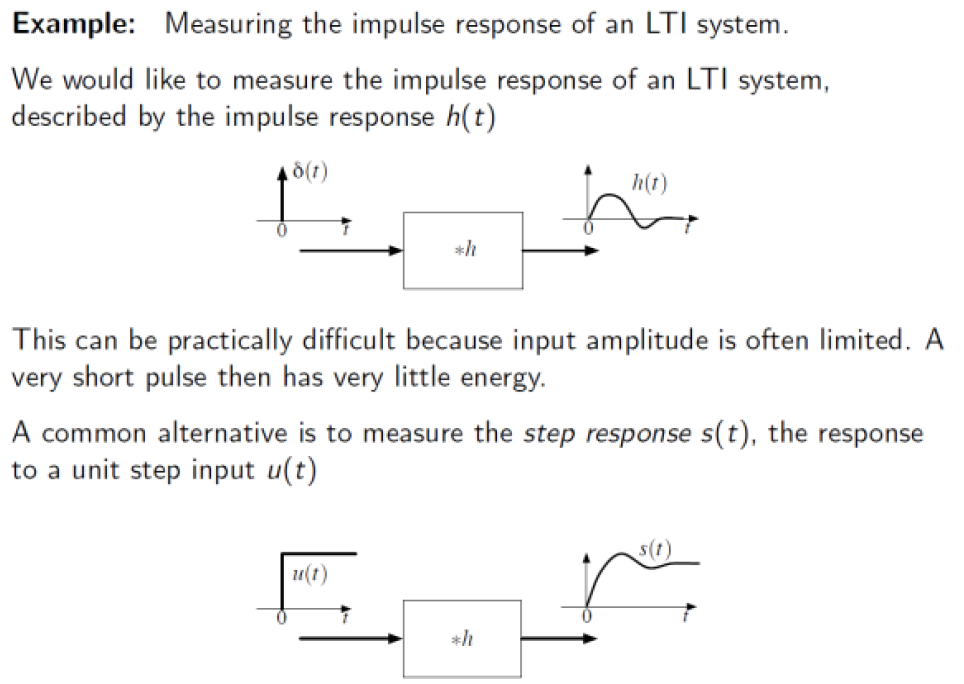 Example: Measuring the impulse response of an LTI system.
We would like to measure the impulse response of an LTI system,
described by the impulse response h(t)
δ(t)
h(t)
0
t
0
t
*h
This can be practically difficult because input amplitude is often limited. A
very short pulse then has very little energy.
A common alternative is to measure the step response s(t), the response
to a unit step input u(t)
s(t)
u(t)
0
t
0
t
*h